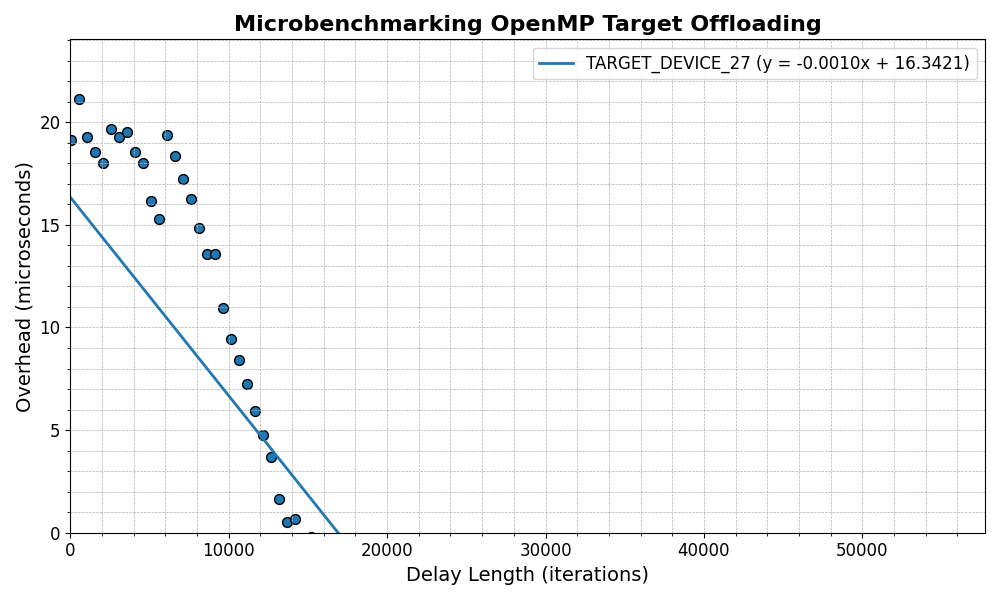 Microbenchmarking OpenMP Target Offloading
TARGET_DEVICE_27 (y = -0.0010x + 16.3421)
Overhead (microseconds)
20
15
10
5
0
0 10000 20000 30000 40000 50000
Delay Length (iterations)